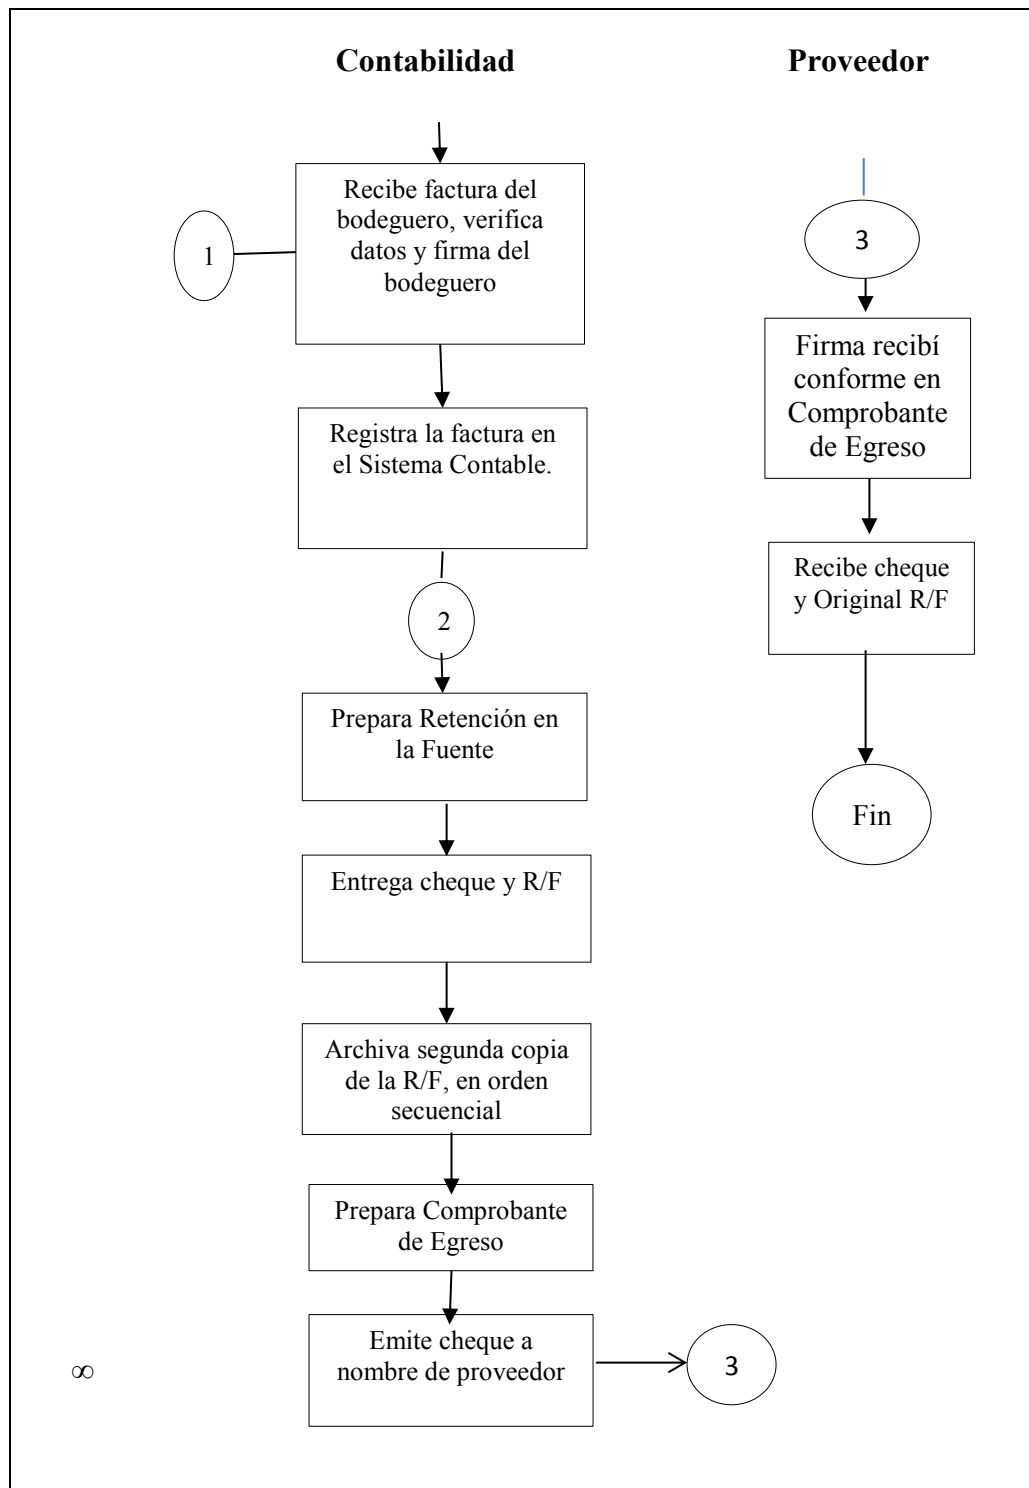 Contabilidad
Proveedor
1
Recibe factura del
bodeguero, verifica
datos y firma del
bodeguero
Registra la factura en
el Sistema Contable.
2
Prepara Retención en
la Fuente
Entrega cheque y R/F
Archiva segunda copia
de la R/F, en orden
secuencial
Prepara Comprobante
de Egreso
Emite cheque a
nombre de proveedor
3
∞
3
Firma recibí
conforme en
Comprobante
de Egreso
Recibe cheque
y Original R/F
Fin